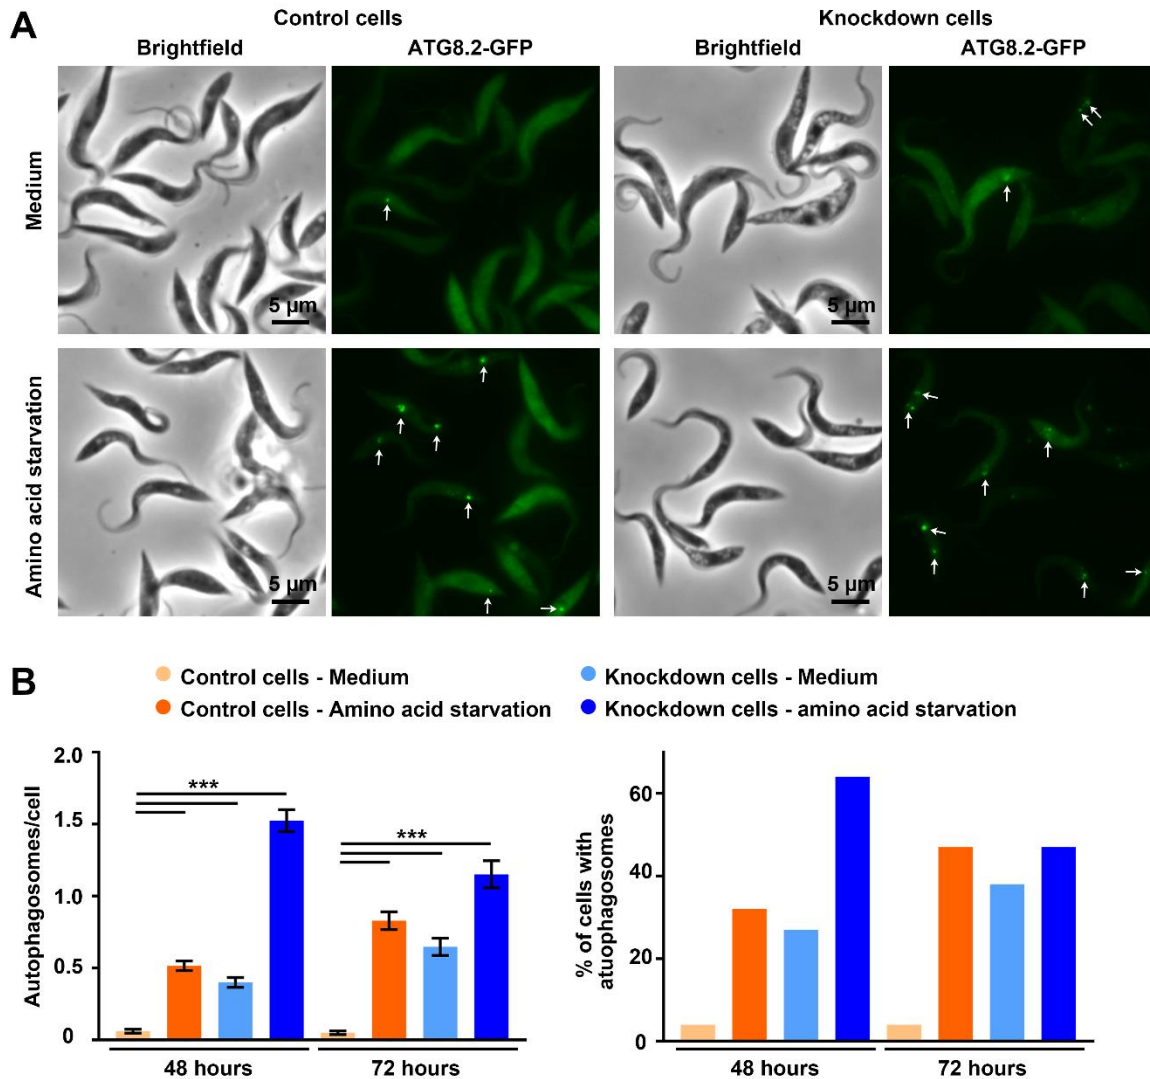 A
Control cells
Knockdown cells
Brightfield
ATG8.2-GFP
Brightfield
ATG8.2-GFP
Medium
5 µm
5 µm
Amino acid starvation
5 µm
5 µm
B
Control cells - Medium
Knockdown cells - Medium
Control cells - Amino acid starvation
Knockdown cells - amino acid starvation
Autophagosomes/cell
2.0
1.5
1.0
0.5
0
***
***
48 hours
72 hours
% of cells with
atuophagosomes
60
40
20
0
48 hours
72 hours